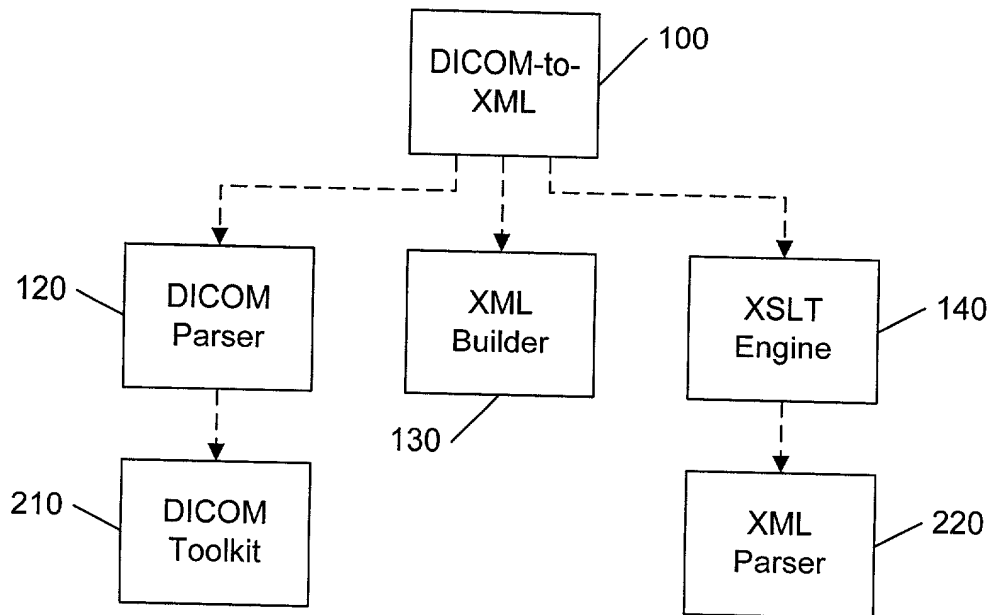 DICOM-to-
XML
100
120
DICOM
Parser
XML
Builder
130
XSLT
Engine
140
210
DICOM
Toolkit
XML
Parser
220